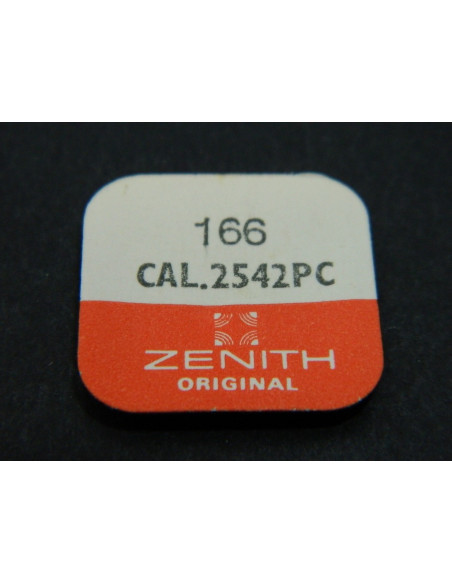 166
CAL.2542PC
ZENITH
ORIGINAL